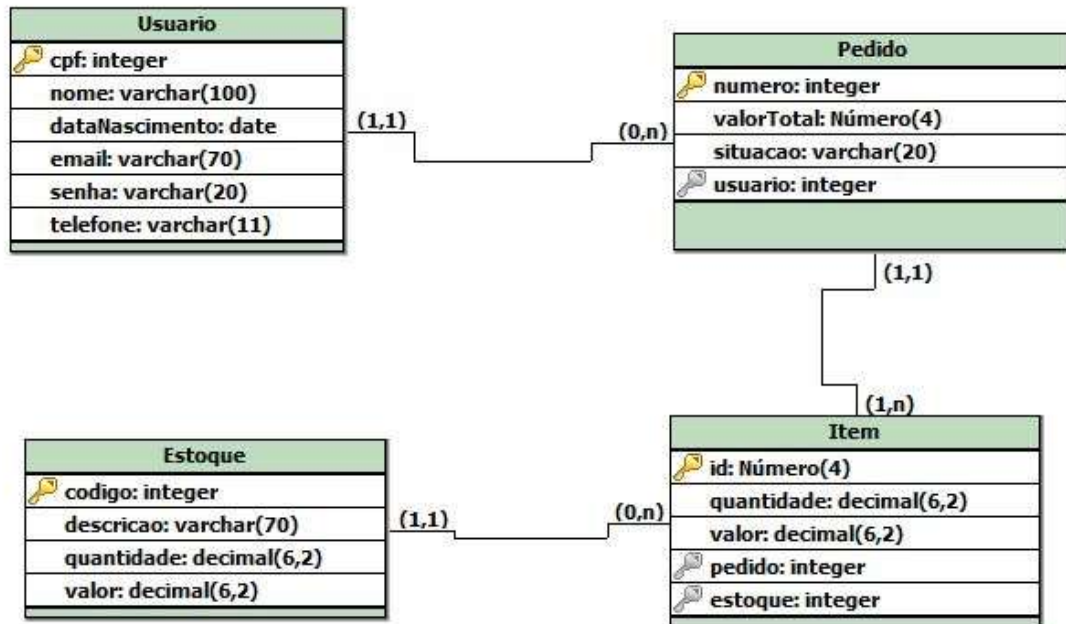 Usuario
cpf: integer
nome: varchar(100)
dataNascimento: date
email: varchar(70)
senha: varchar(20)
telefone: varchar(11)
(1,1)
(0,n)
Pedido
numero: integer
valorTotal: Número(4)
situacao: varchar(20)
usuario: integer
(1,1)
(1,n)
Estoque
codigo: integer
descricao: varchar(70)
quantidade: decimal(6,2)
valor: decimal(6,2)
(1,1)
(0,n)
Item
id: Número(4)
quantidade: decimal(6,2)
valor: decimal(6,2)
pedido: integer
estoque: integer